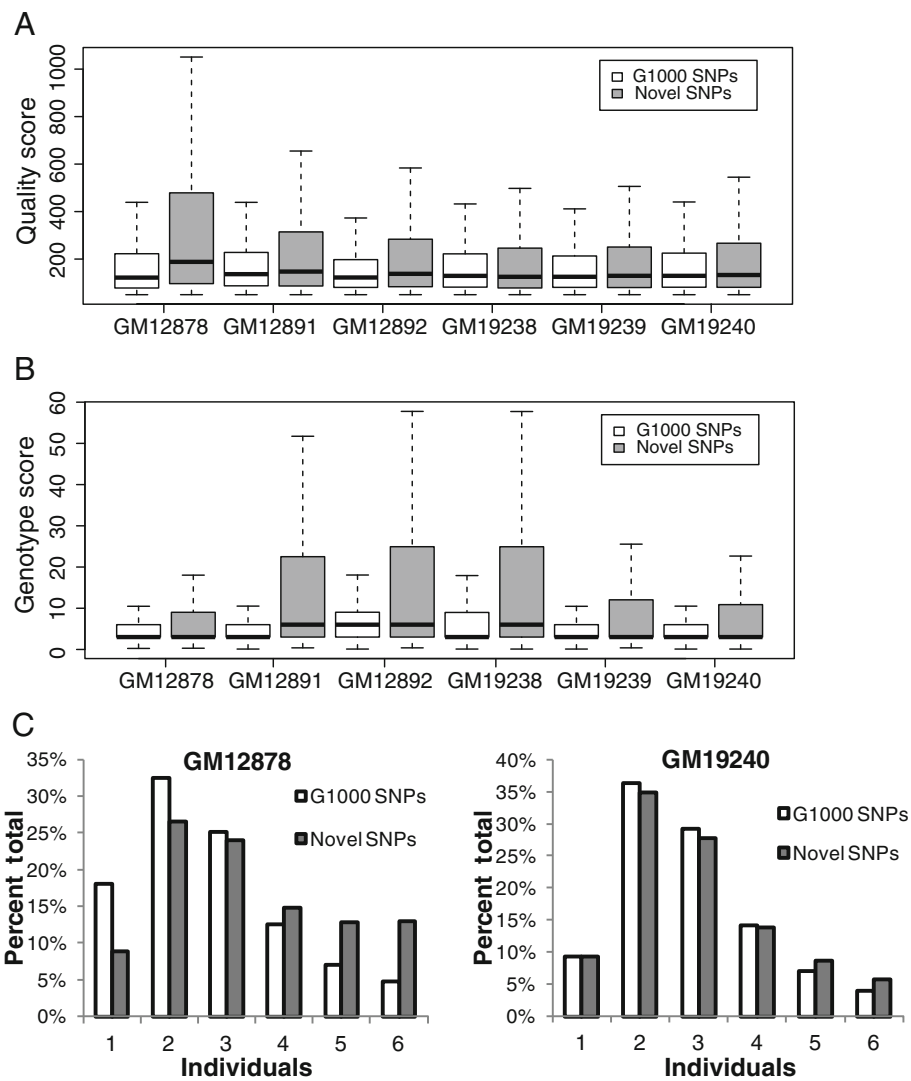 A
Quality score
1000
800
600
400
200
G1000 SNPs
Novel SNPs
GM12878 GM12891 GM12892 GM19238 GM19239 GM19240
B
Genotype score
60
50
40
30
20
10
0
G1000 SNPs
Novel SNPs
GM12878 GM12891 GM12892 GM19238 GM19239 GM19240
C
GM12878
Percent total
35%
30%
25%
20%
15%
10%
5%
0%
G1000 SNPs
Novel SNPs
1 2 3 4 5 6
Individuals
GM19240
Percent total
40%
35%
30%
25%
20%
15%
10%
5%
0%
G1000 SNPs
Novel SNPs
1 2 3 4 5 6
Individuals